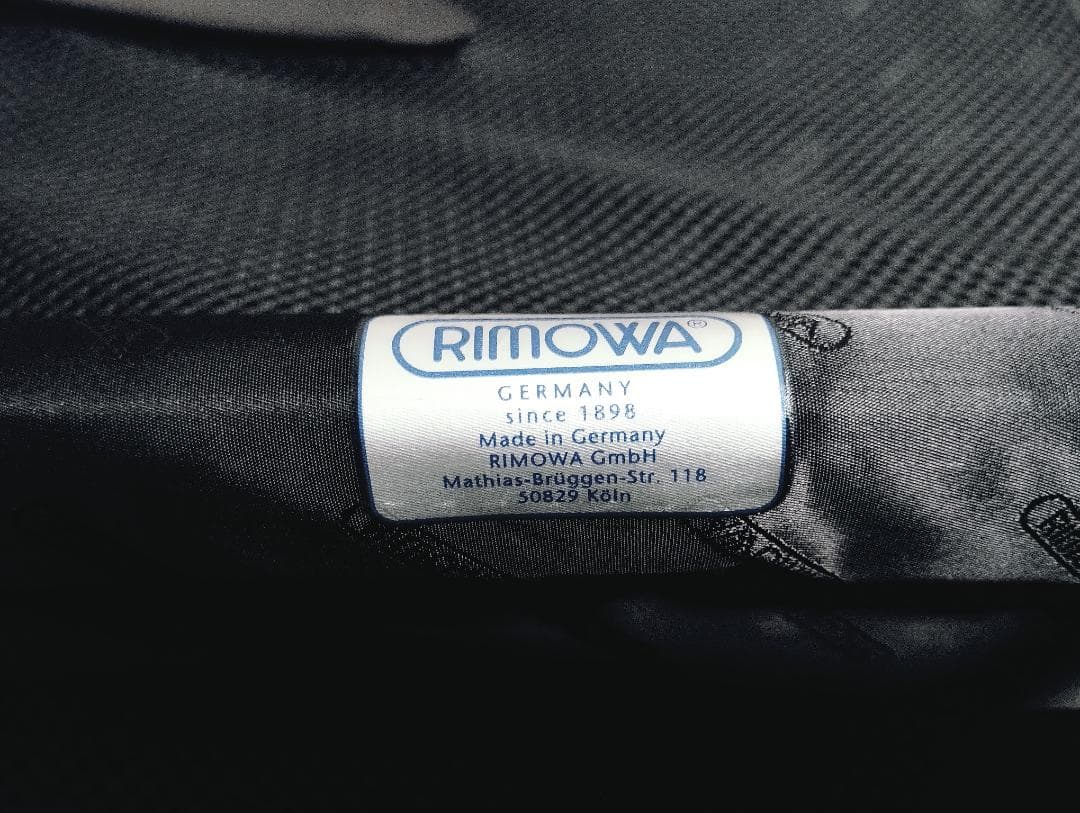 RIMOWA®
GERMANY
since 1898
Made in Germany
RIMOWA GmbH
Mathias-Brüggen-Str. 118
50829 Köln